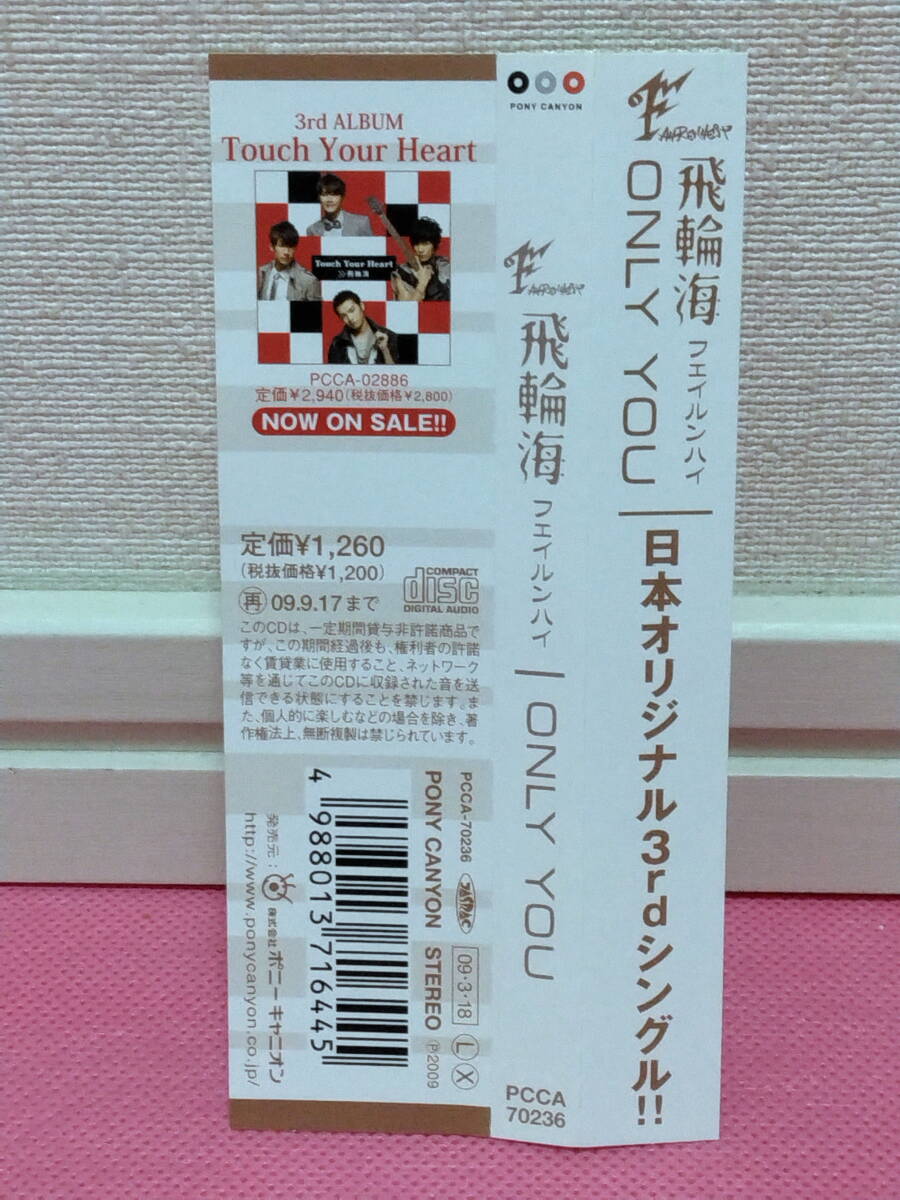 3rd ALBUM
Touch Your Heart
Touch Your Heart
飛輪海
PCCA-02886
定価¥2,940(税抜価格¥2,800)
NOW ON SALE!!
定価¥1,260
(税抜価格¥1,200)
再 09.9.17まで
COMPACT
disc
DIGITAL AUDIO
このCDは、一定期間貸与非許諾商品で
すが、この期間経過後も、権利者の許諾
なく賃貸業に使用すること、ネットワーク
等を通じてこのCDに収録された音を送
信できる状態にすることを禁じます。ま
た、個人的に楽しむなどの場合を除き、著
作権法上、無断複製は禁じられています。
PCCA-70236 JASRAC 09・3・18 L X
PONY CANYON STEREO ℗2009
4 988013 716445
発売元: 株式会社ポニーキャニオン
http://www.ponycanyon.co.jp/
PONY CANYON
飛輪海 フェイルンハイ | ONLY YOU
PCCA
70236
飛輪海 フェイルンハイ
ONLY YOU
日本オリジナル3rdシングル!!